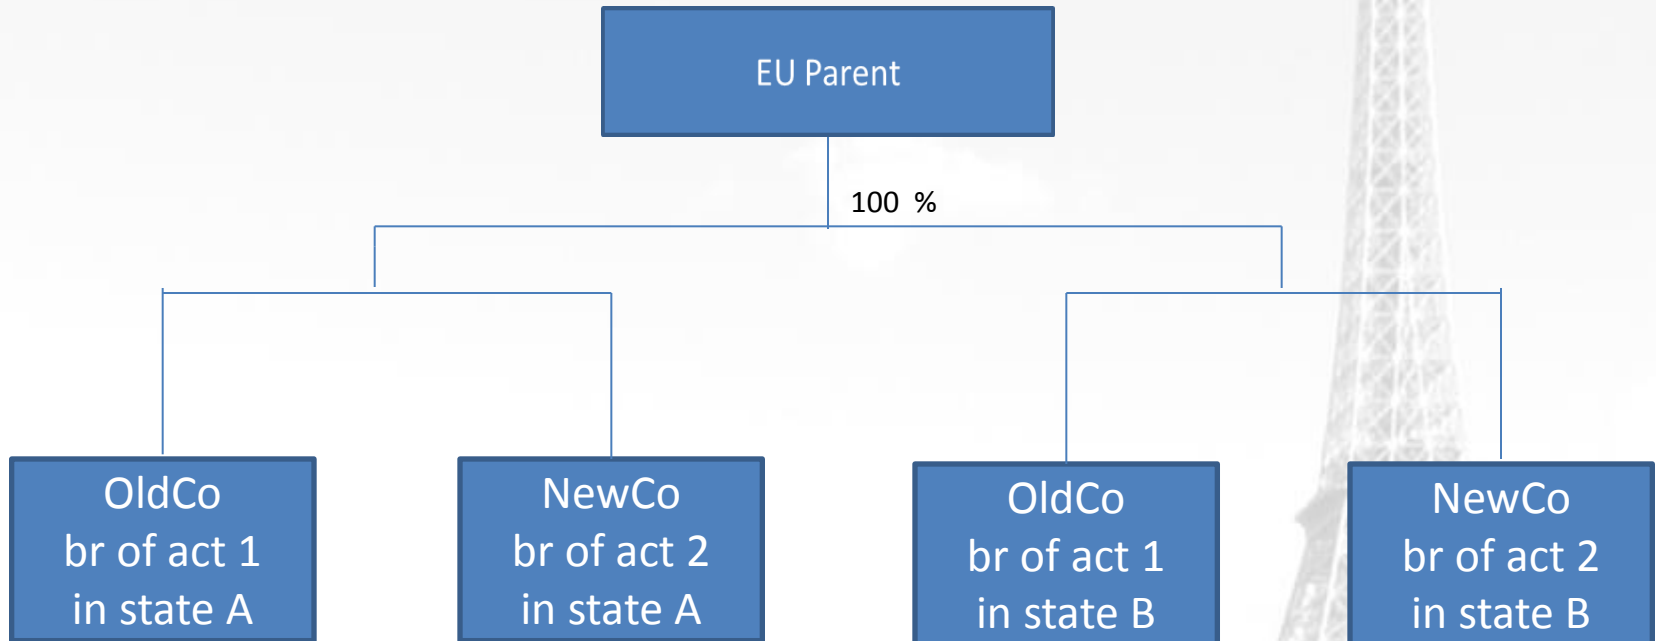 EU Parent
100 %
OldCo
br of act 1
in state A
NewCo
br of act 2
in state A
OldCo
br of act 1
in state B
NewCo
br of act 2
in state B